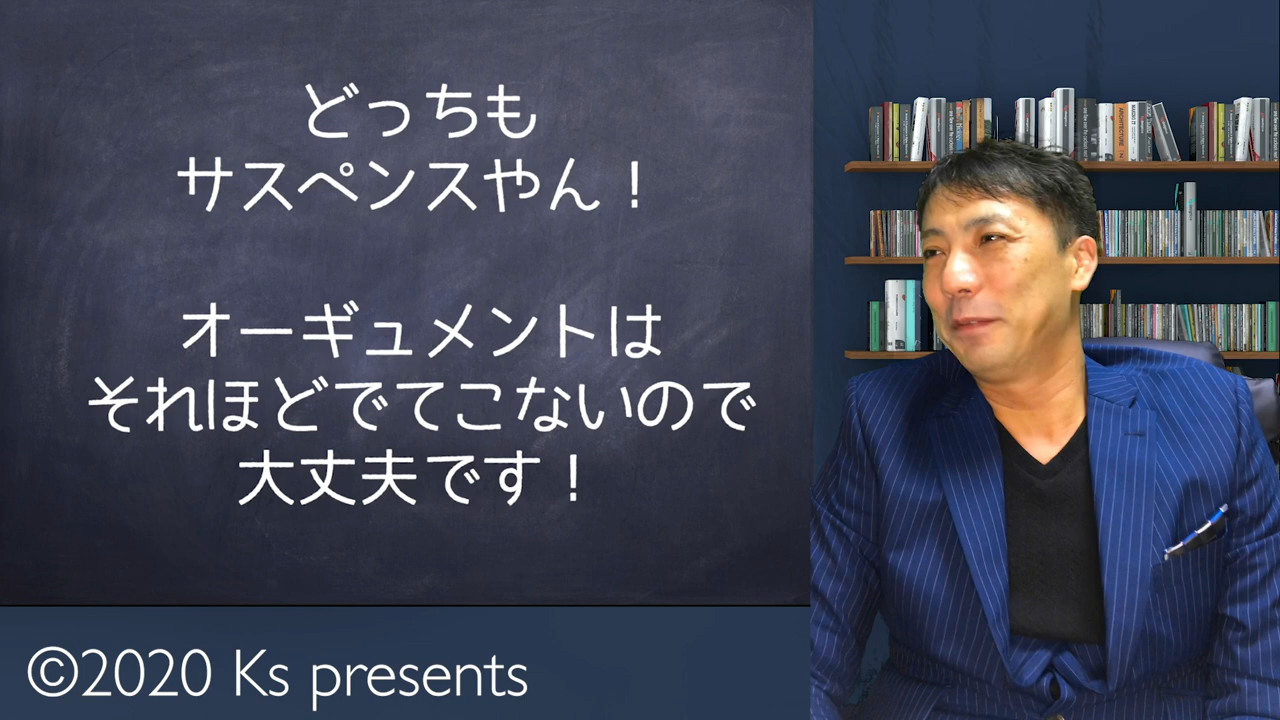 どっちも
サスペンスやん！
オーギュメントは
それほどでてこないので
大丈夫です！
©2020 Ks presents